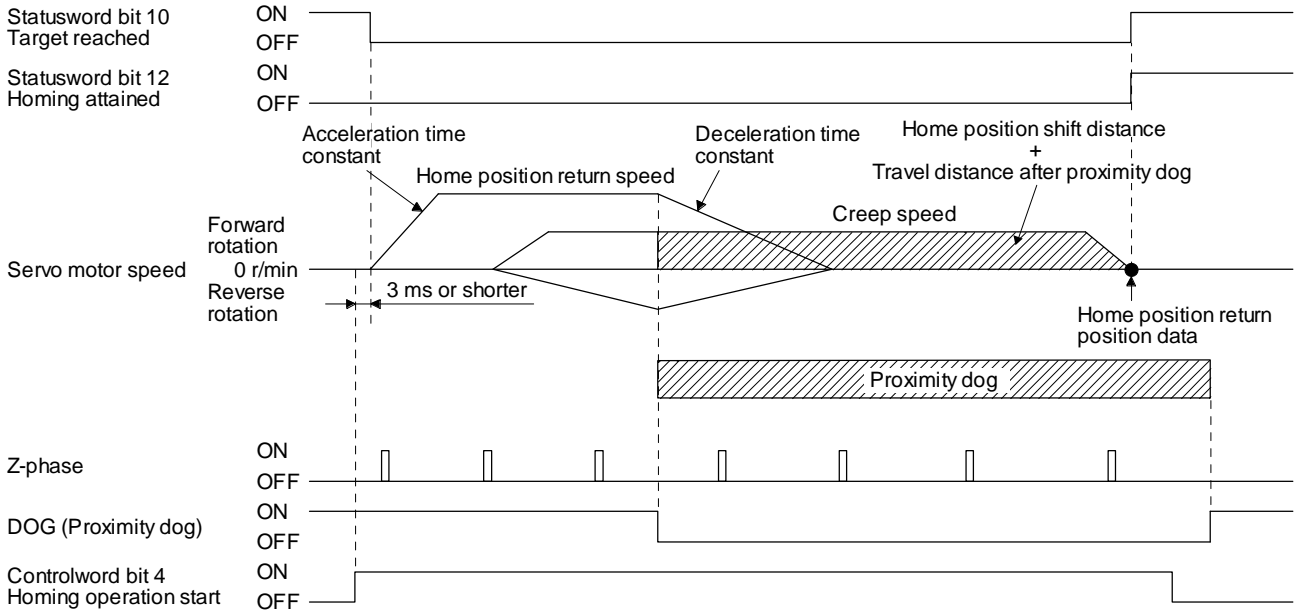 Statusword bit 10
Target reached
ON
OFF
Statusword bit 12
Homing attained
ON
OFF
Acceleration time
constant
Home position return speed
Deceleration time
constant
Home position shift distance
+
Travel distance after proximity dog
Creep speed
Servo motor speed
Forward
rotation
0 r/min
Reverse
rotation
3 ms or shorter
Home position return
position data
Proximity dog
Z-phase
ON
OFF
DOG (Proximity dog)
ON
OFF
Controlword bit 4
Homing operation start
ON
OFF